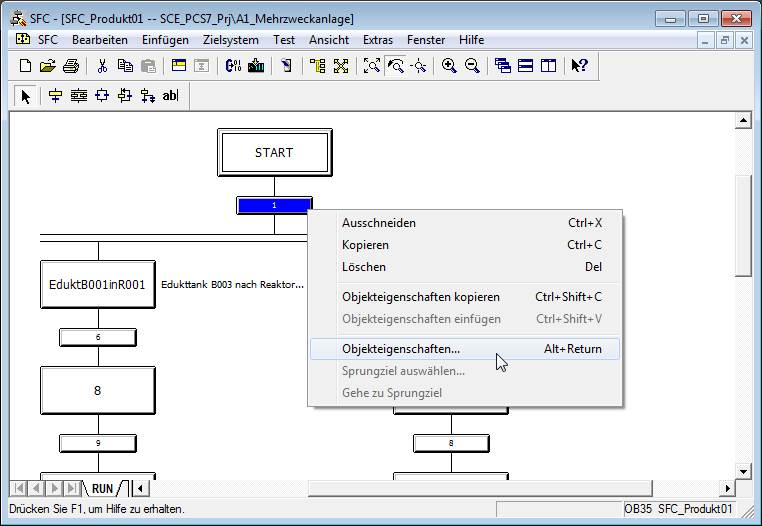 SFC - [SFC_Produkt01 -- SCE_PCS7_Prj\A1_Mehrzweckanlage]
SFC Bearbeiten Einfügen Zielsystem Test Ansicht Extras Fenster Hilfe
abl
START
1
Ausschneiden Ctrl+X
Kopieren Ctrl+C
Löschen Del
Objekteigenschaften kopieren Ctrl+Shift+C
Objekteigenschaften einfügen Ctrl+Shift+V
Objekteigenschaften... Alt+Return
Sprungziel auswählen...
Gehe zu Sprungziel
EduktB001inR001 Edukttank B003 nach Reaktor...
6
8
9 8
RUN
Drücken Sie F1, um Hilfe zu erhalten. OB35 SFC_Produkt01